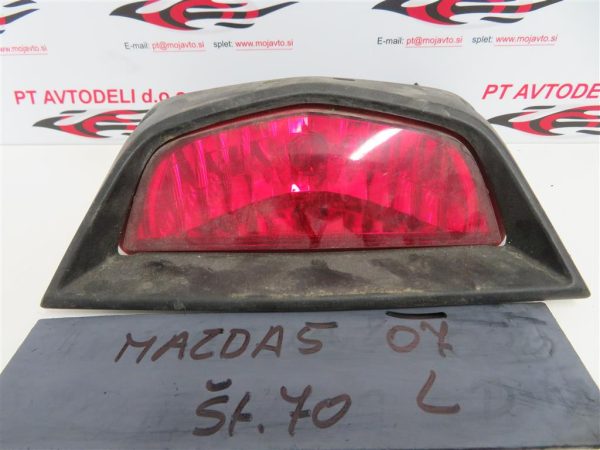 E-mail: pt@mojavto.si splet: www.mojavto.si
E-mail: pt@mojavto.si splet: www.mojavto.si
PT AVTODELI d.o.o.
PT AVTODELI
MAZDA5 07
Št.70 L